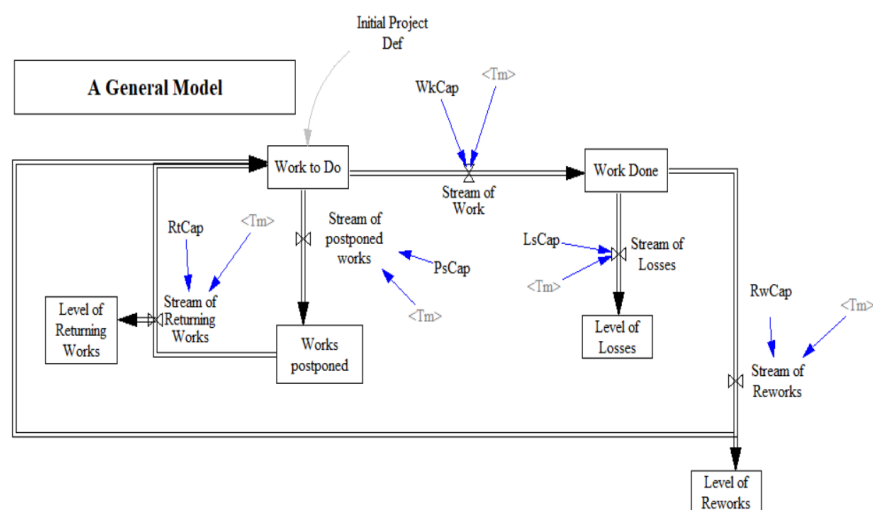 Initial Project
Def
A General Model
WkCap
<Tm>
Work to Do
Work Done
Stream of
Work
RtCap
<Tm>
Stream of
postponed
works
PsCap
<Tm>
LsCap
<Tm>
Stream of
Losses
RwCap
<Tm>
Level of
Returning
Works
Stream of
Returning
Works
Works
postponed
Level of
Losses
Stream of
Reworks
Level of
Reworks